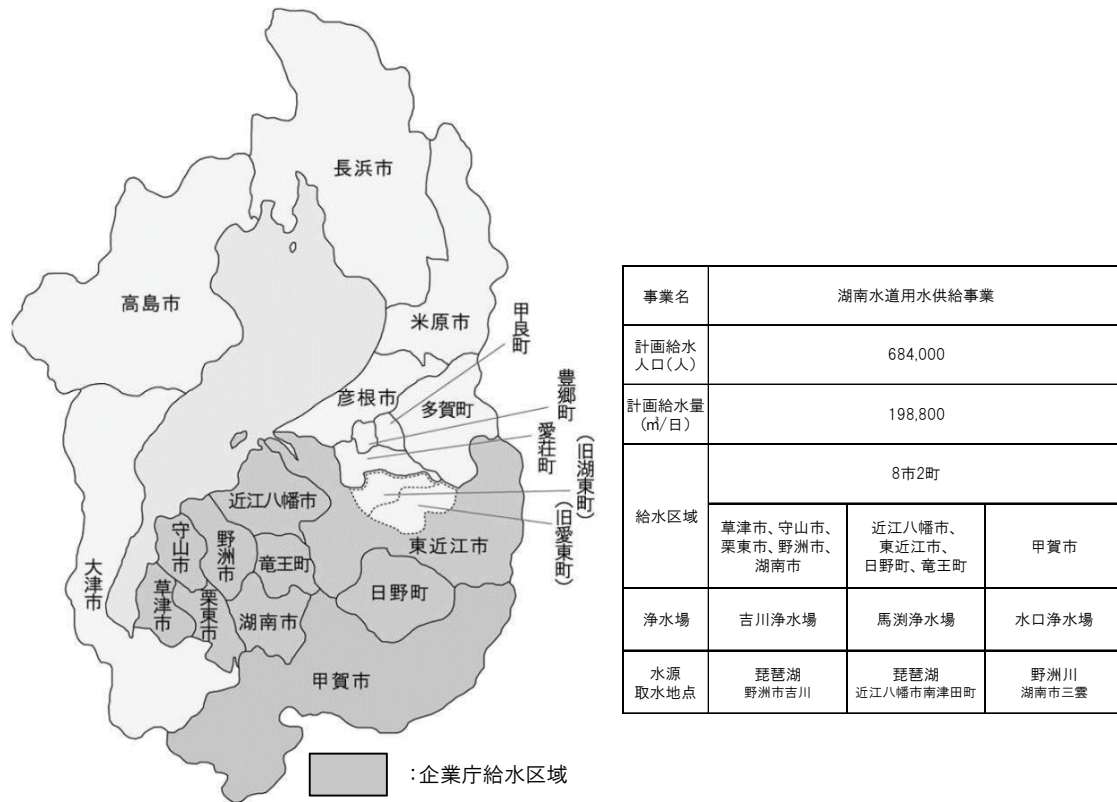 長浜市
高島市
米原市
甲良町
豊郷町
彦根市
多賀町
愛荘町
(旧湖東町)
(旧愛東町)
近江八幡市
東近江市
守山市
野洲市
竜王町
日野町
大津市
草津市
栗東市
湖南市
甲賀市
:企業庁給水区域
事業名
湖南水道用水供給事業
計画給水
人口(人)
684,000
計画給水量
(㎥/日)
198,800
給水区域
8市2町
草津市、守山市、
栗東市、野洲市、
湖南市
近江八幡市、
東近江市、
日野町、竜王町
甲賀市
浄水場
吉川浄水場
馬渕浄水場
水口浄水場
水源
取水地点
琵琶湖
野洲市吉川
琵琶湖
近江八幡市南津田町
野洲川
湖南市三雲